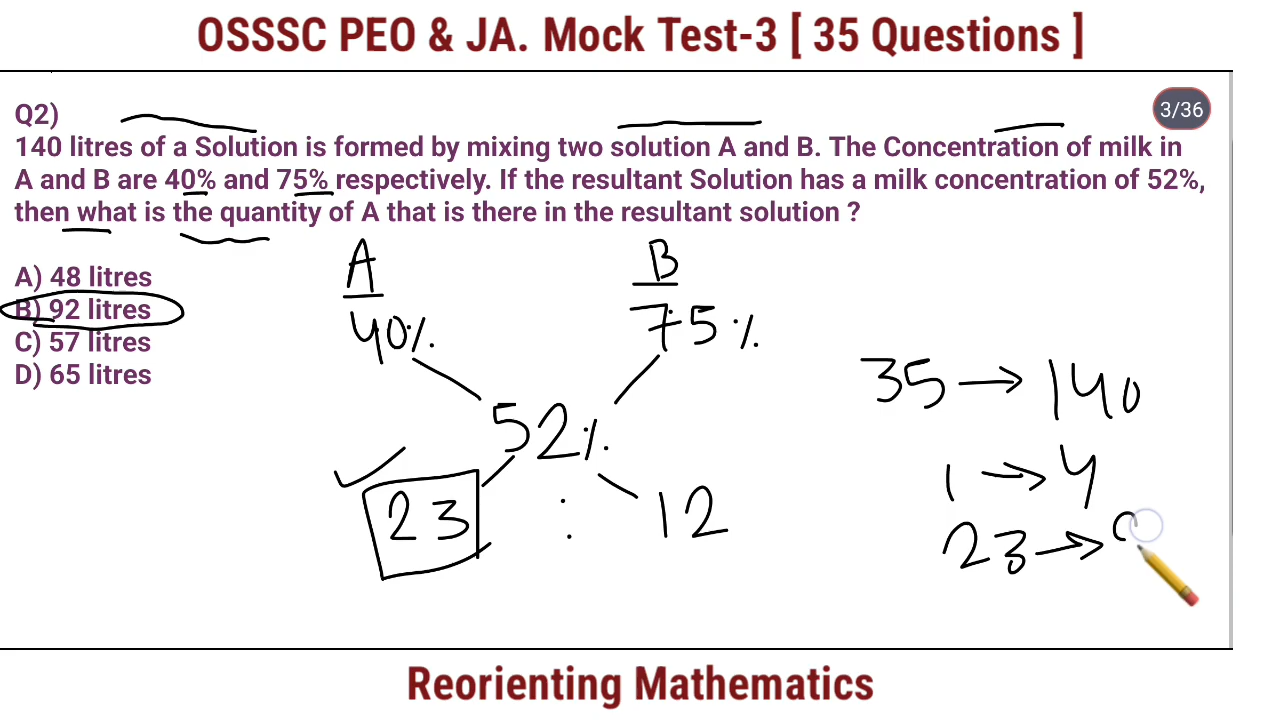 OSSSC PEO & JA. Mock Test-3 [ 35 Questions ]
3/36
Q2)
140 litres of a Solution is formed by mixing two solution A and B. The Concentration of milk in
A and B are 40% and 75% respectively. If the resultant Solution has a milk concentration of 52%,
then what is the quantity of A that is there in the resultant solution ?
A) 48 litres
B) 92 litres
C) 57 litres
D) 65 litres
A B
40% 75%
52%
23 : 12
35 → 140
1 → 4
23 →
Reorienting Mathematics